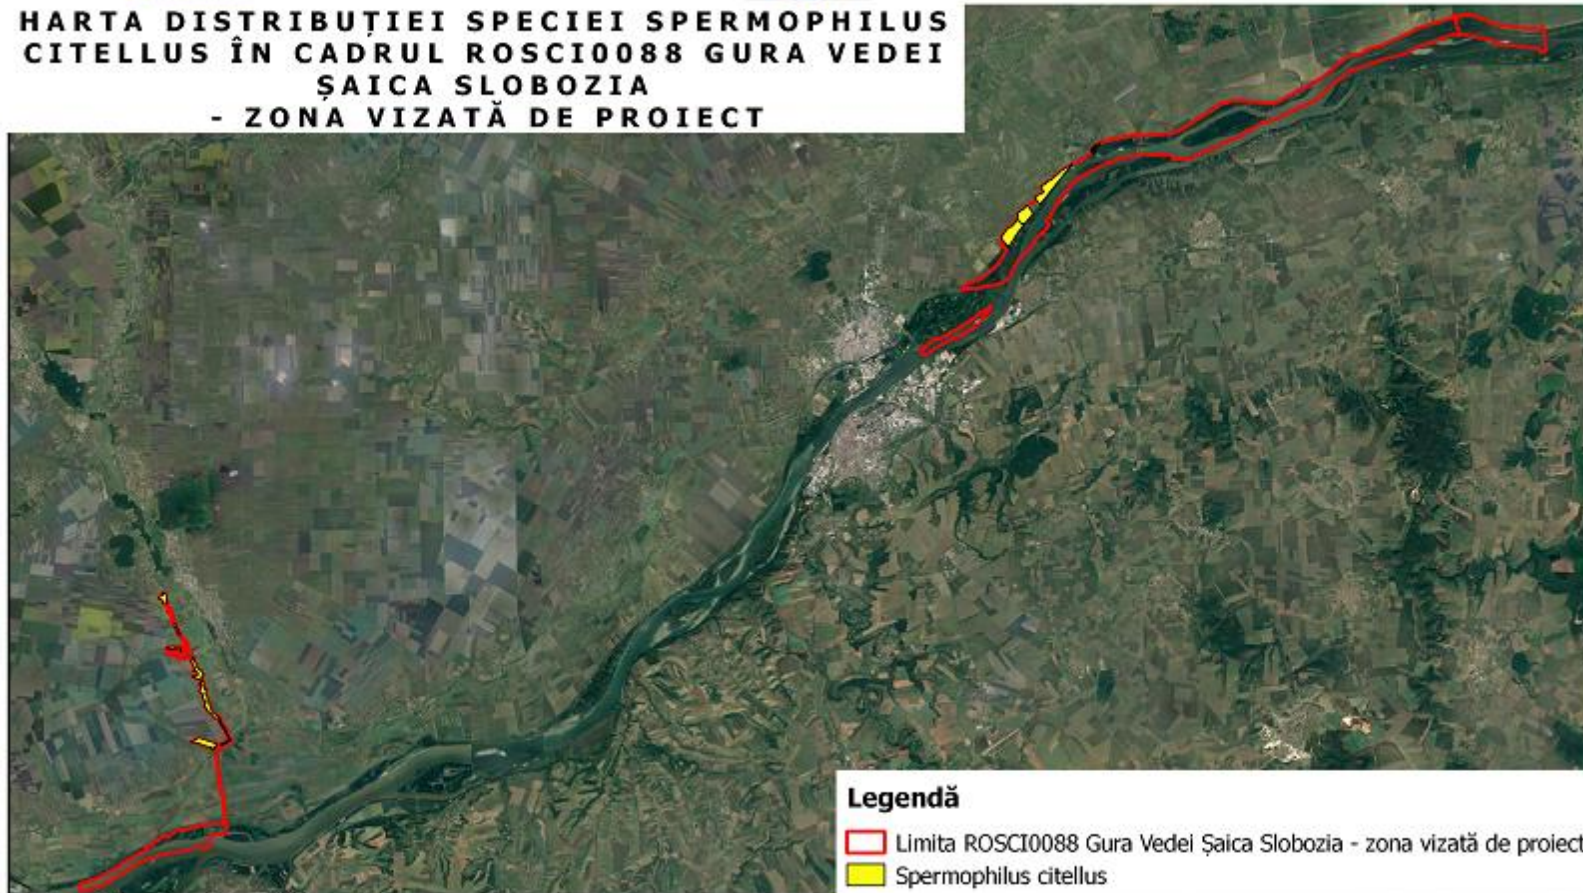 HARTA DISTRIBUȚIEI SPECIEI SPERMOPHILUS
CITELLUS ÎN CADRUL ROSCI0088 GURA VEDEI
ȘAICA SLOBOZIA
- ZONA VIZATĂ DE PROIECT
Legendă
Limita ROSCI0088 Gura Vedei Șaica Slobozia - zona vizată de proiect
Spermophilus citellus